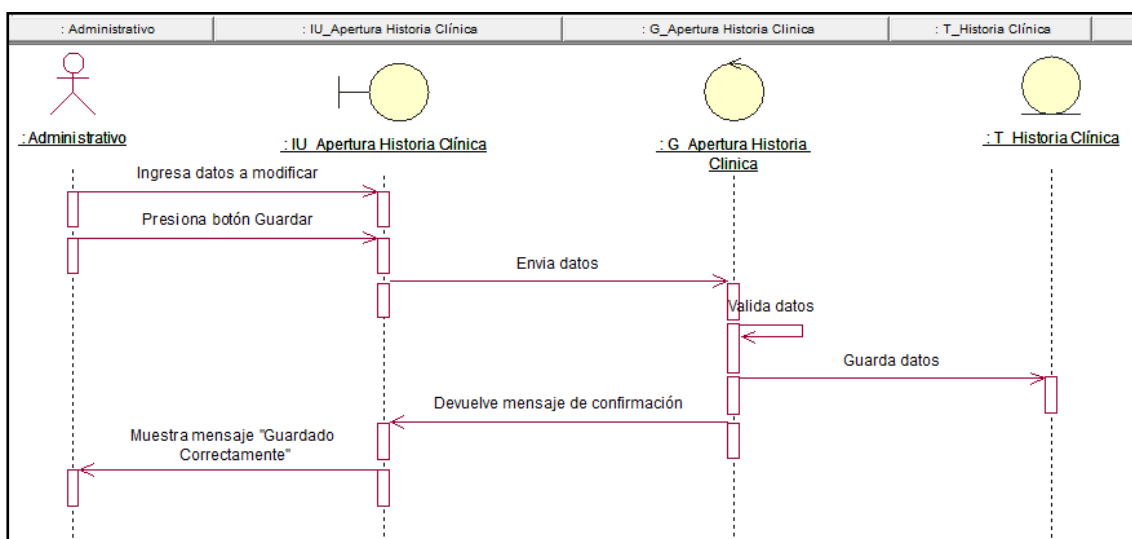 : Administrativo
: IU_Apertura Historia Clínica
: G_Apertura Historia Clinica
: T_Historia Clínica
: Administrativo
: IU_Apertura Historia Clínica
: G_Apertura Historia
Clinica
: T_Historia Clínica
Ingresa datos a modificar
Presiona botón Guardar
Envia datos
Valida datos
Guarda datos
Devuelve mensaje de confirmación
Muestra mensaje "Guardado
Correctamente"